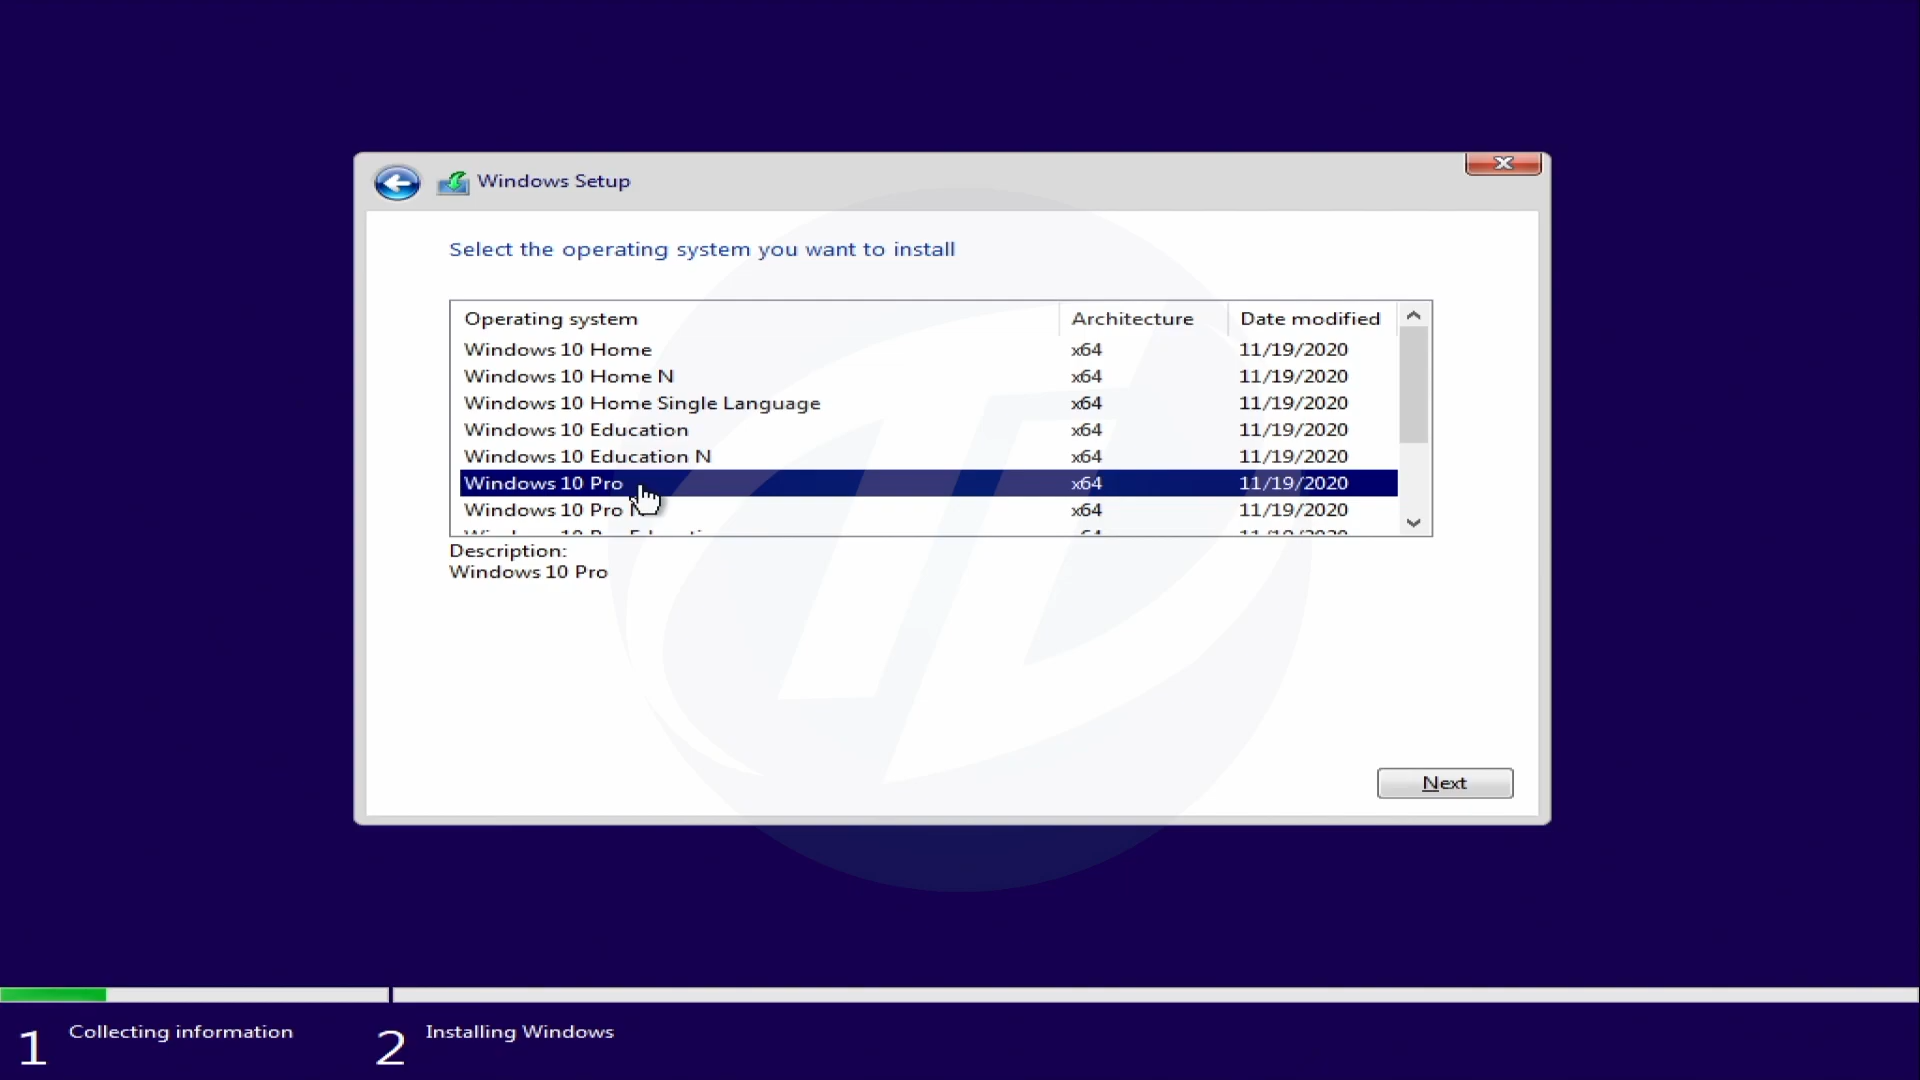 Windows Setup
Select the operating system you want to install
Operating system Architecture Date modified
Windows 10 Home x64 11/19/2020
Windows 10 Home N x64 11/19/2020
Windows 10 Home Single Language x64 11/19/2020
Windows 10 Education x64 11/19/2020
Windows 10 Education N x64 11/19/2020
Windows 10 Pro x64 11/19/2020
Windows 10 Pro N x64 11/19/2020
Description:
Windows 10 Pro
Next
1 Collecting information 2 Installing Windows